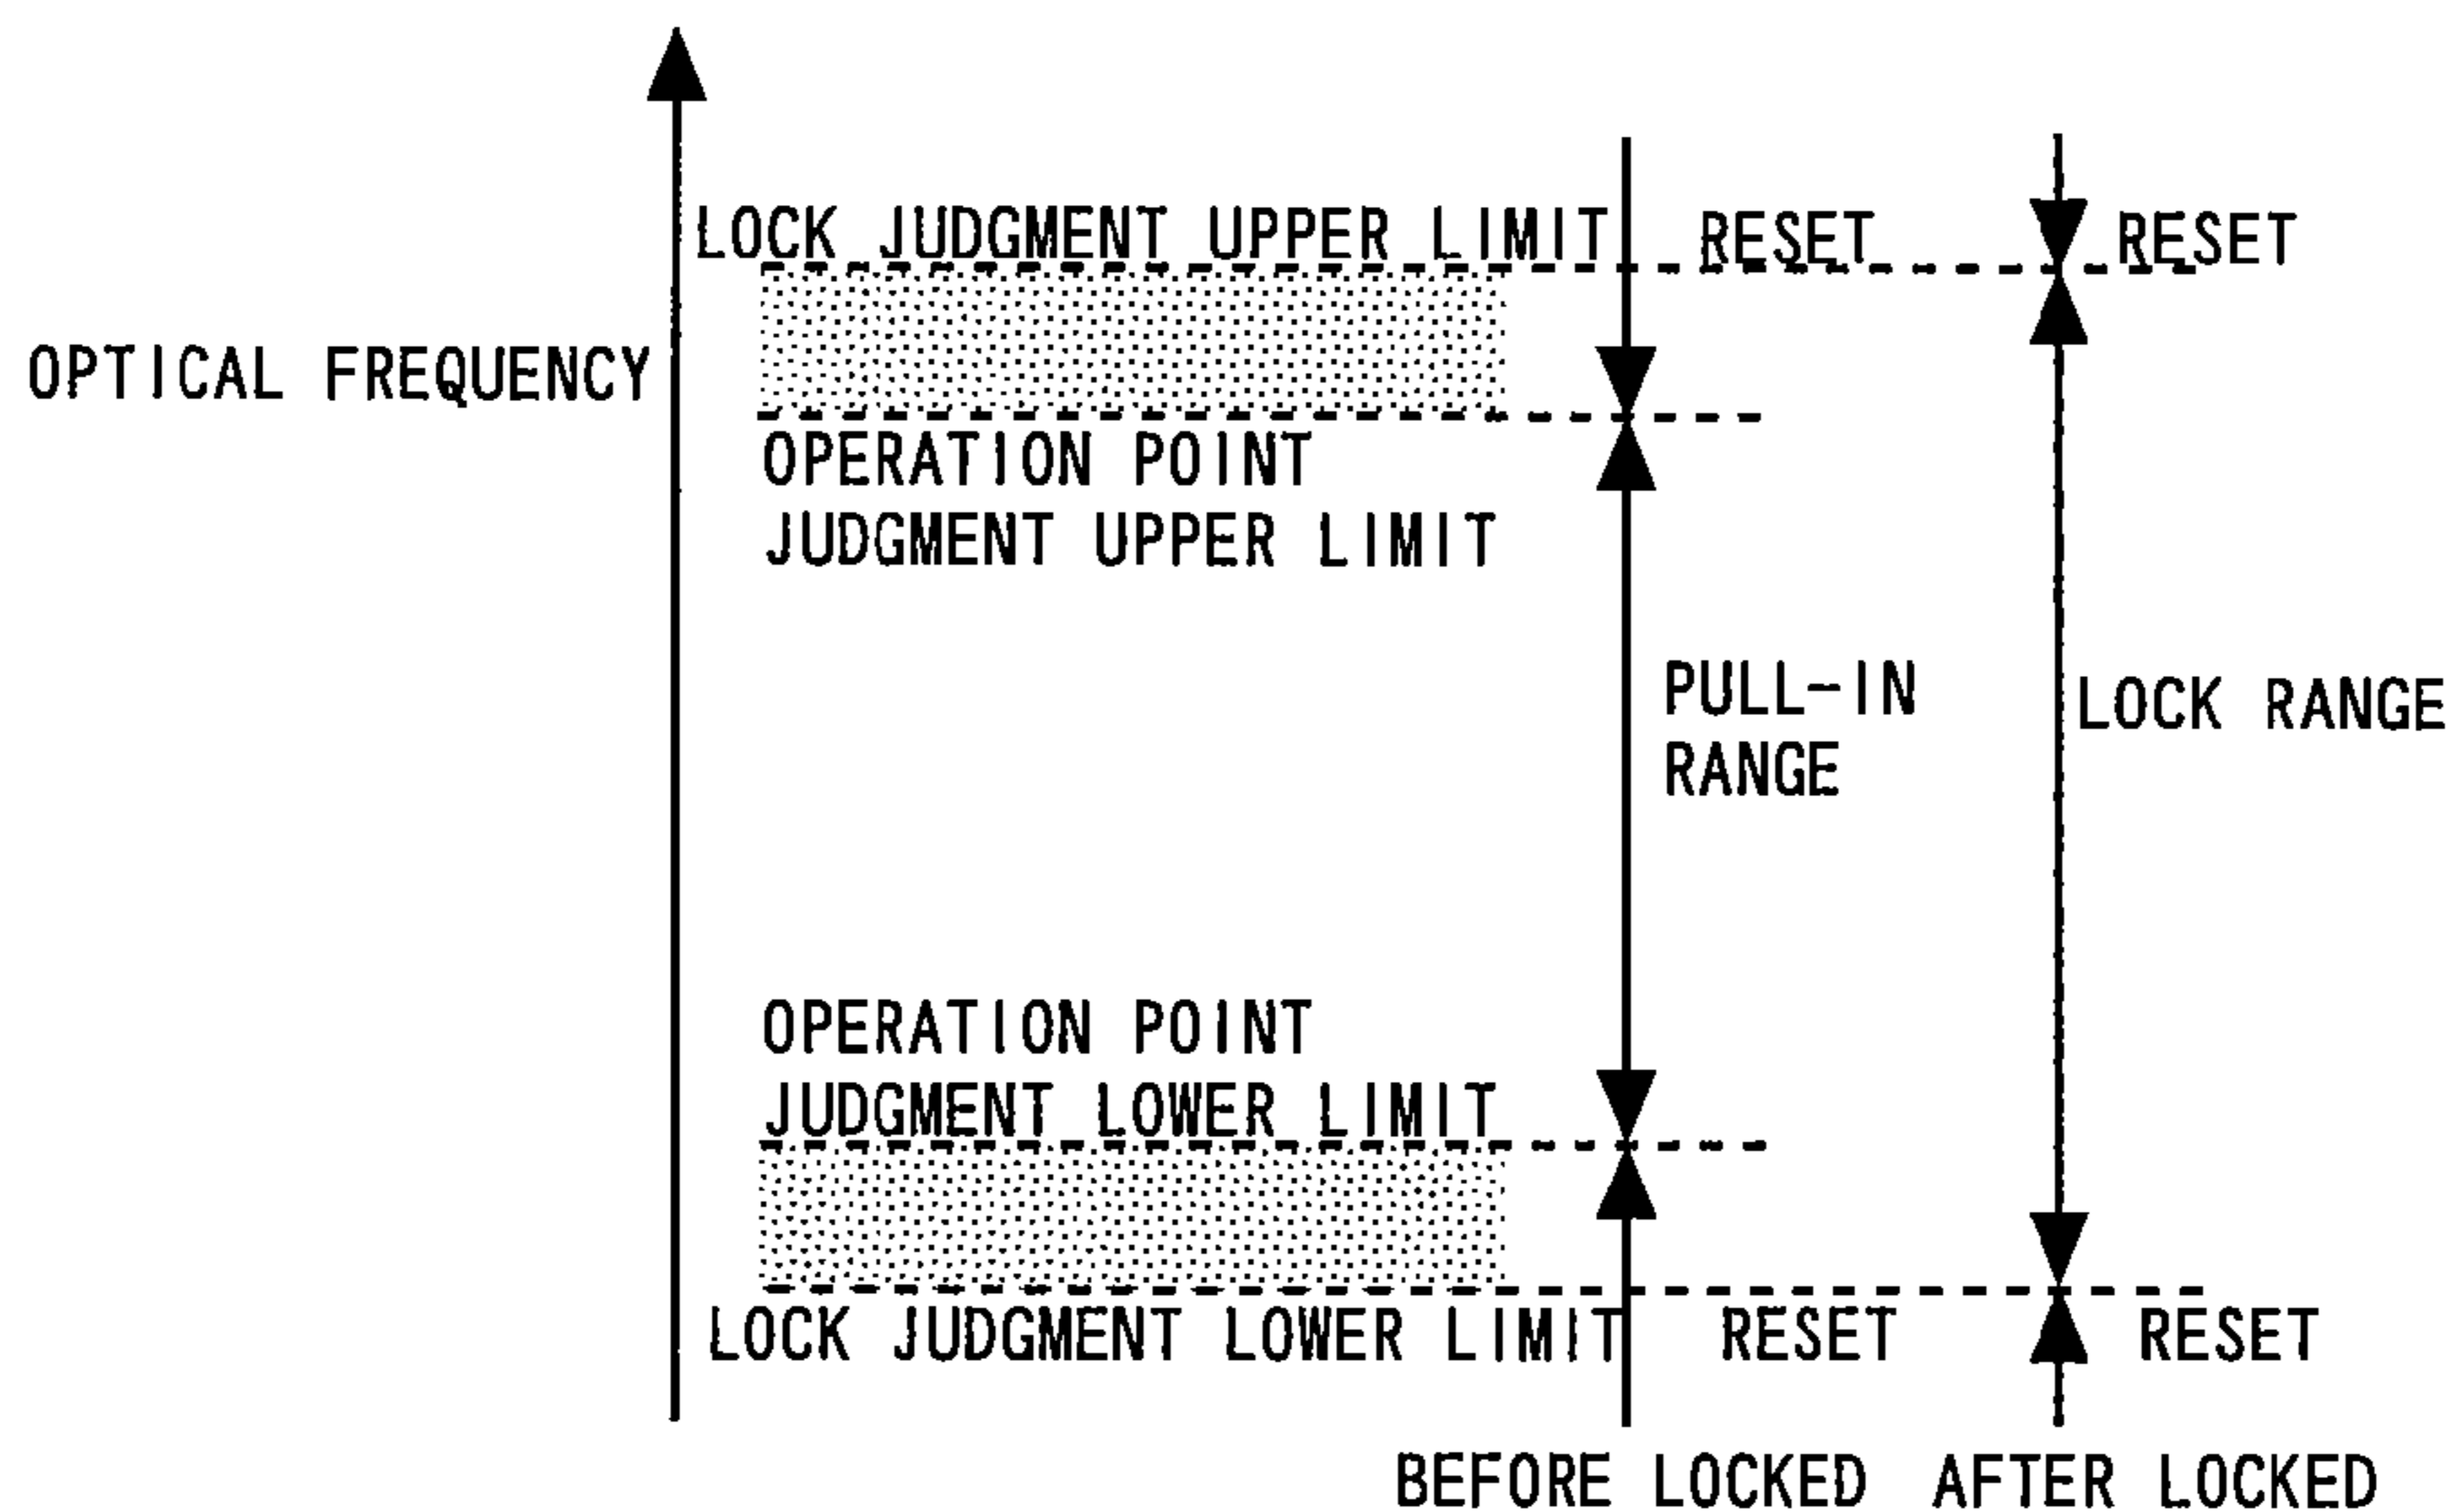 LOCK JUDGMENT UPPER LIMIT
RESET
RESET
OPTICAL FREQUENCY
OPERATION POINT
JUDGMENT UPPER LIMIT
PULL-IN
RANGE
LOCK RANGE
OPERATION POINT
JUDGMENT LOWER LIMIT
LOCK JUDGMENT LOWER LIMIT
RESET
RESET
BEFORE LOCKED
AFTER LOCKED